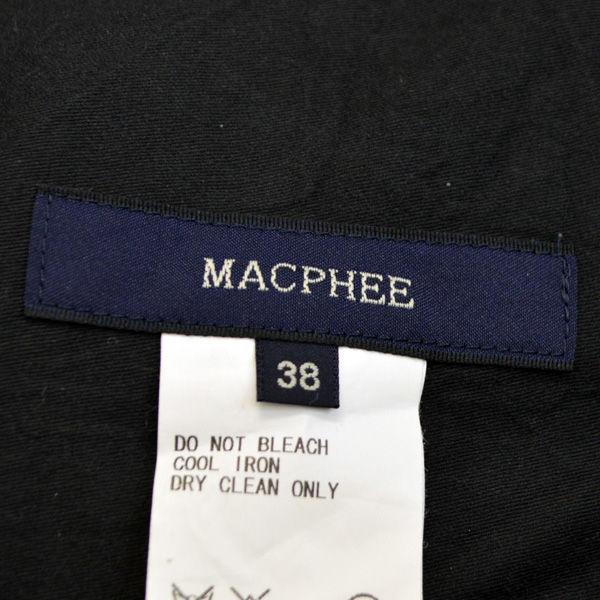 MACPHEE
38
DO NOT BLEACH
COOL IRON
DRY CLEAN ONLY